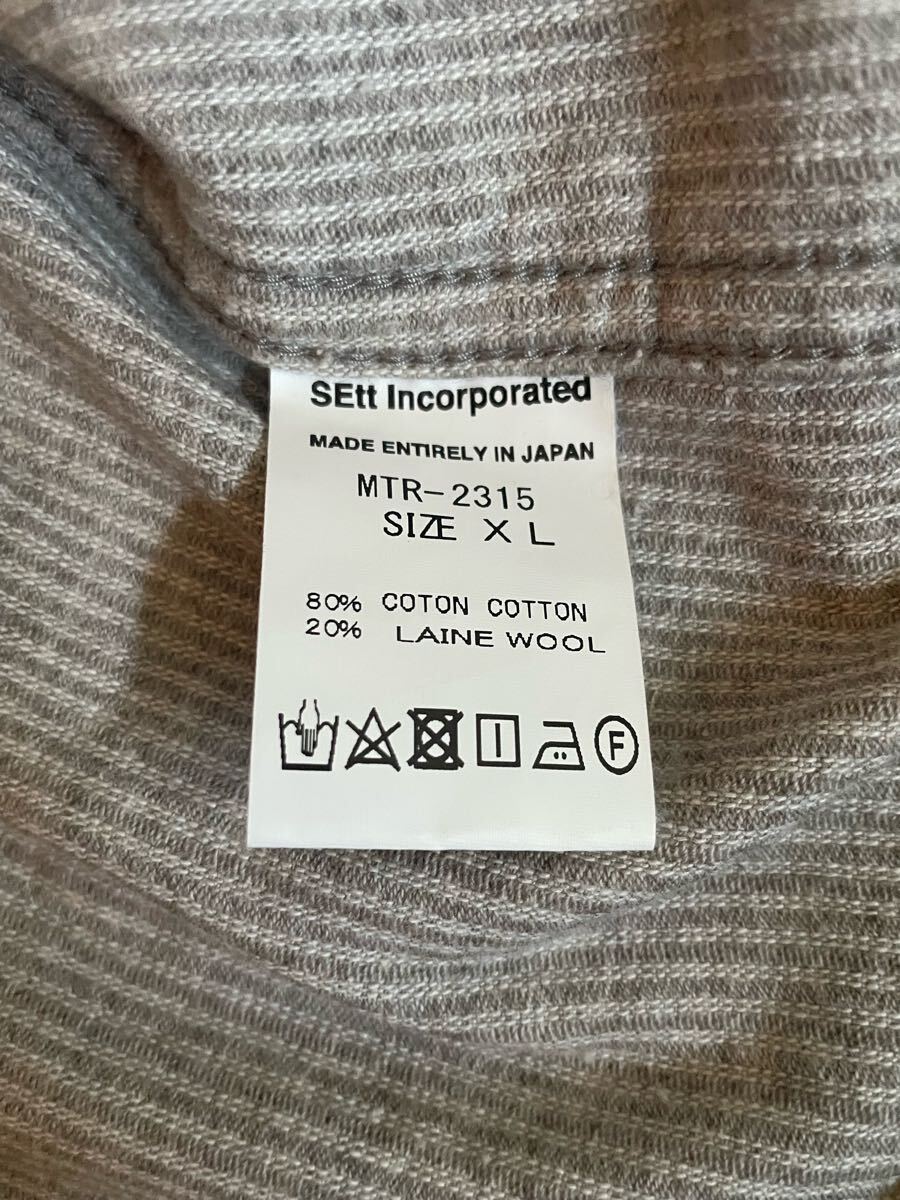 SEtt Incorporated
MADE ENTIRELY IN JAPAN
MTR-2315
SIZE XL
80% COTON COTTON
20% LAINE WOOL
F